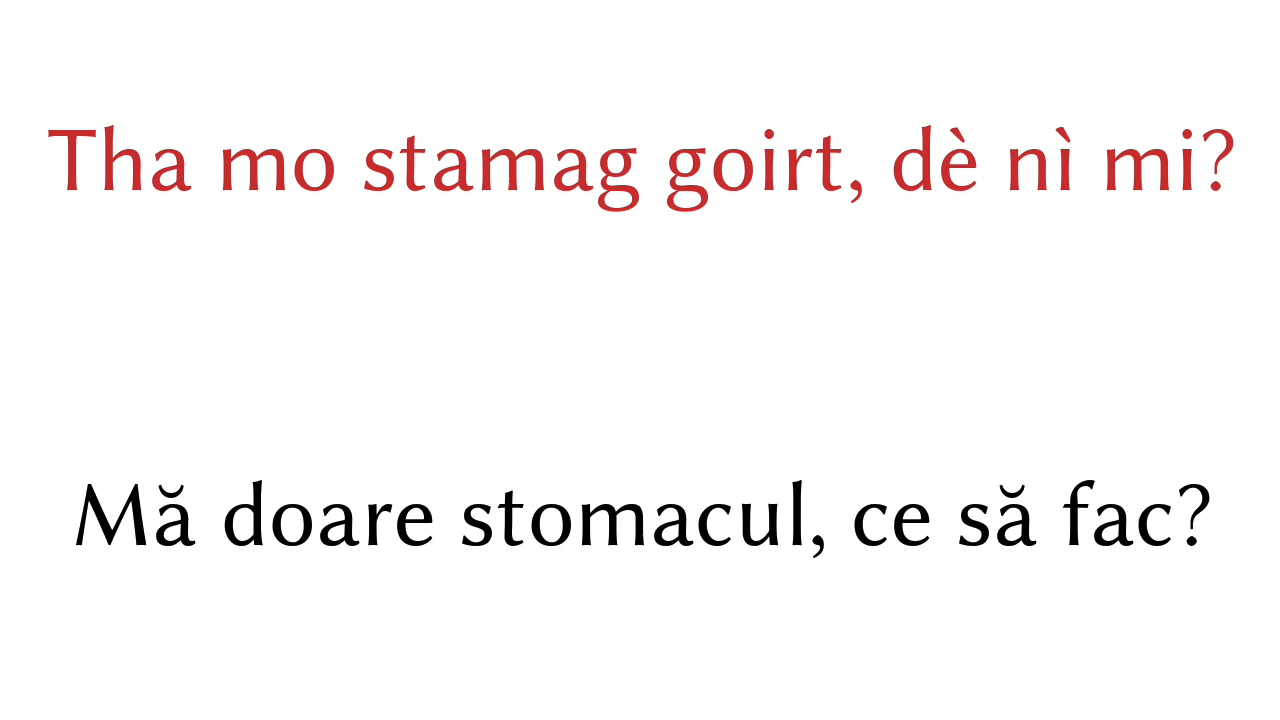 Tha mo stamag goirt, dè nì mi?
Mă doare stomacul, ce să fac?